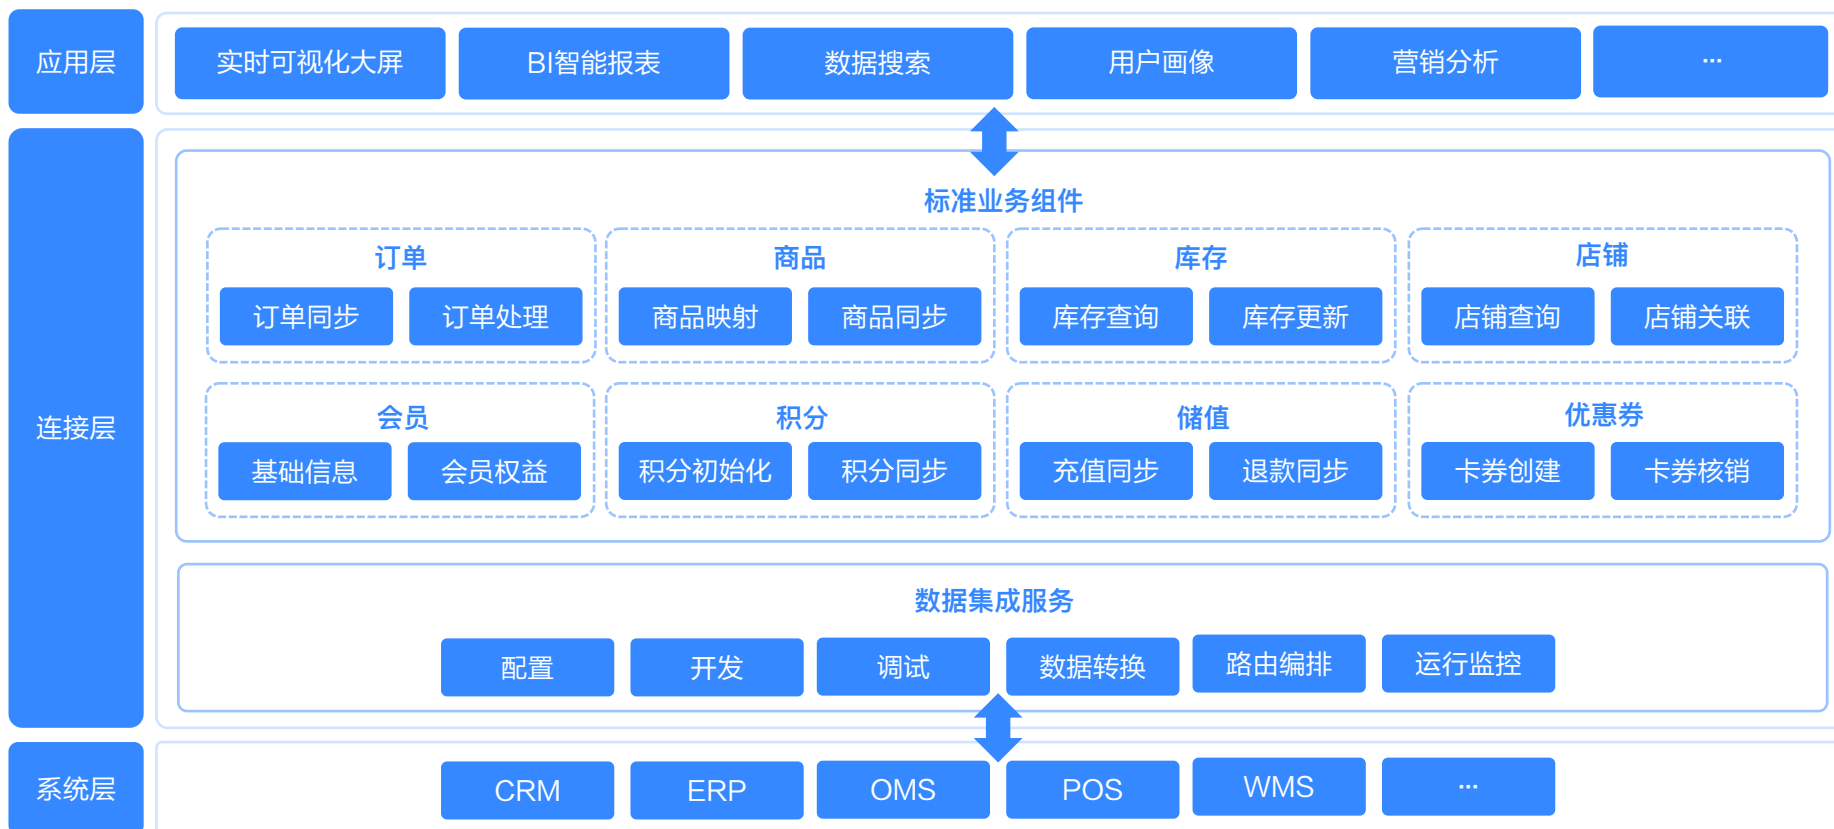 应用层
实时可视化大屏
BI智能报表
数据搜索
用户画像
营销分析
...
连接层
标准业务组件
订单
订单同步
订单处理
商品
商品映射
商品同步
库存
库存查询
库存更新
店铺
店铺查询
店铺关联
会员
基础信息
会员权益
积分
积分初始化
积分同步
储值
充值同步
退款同步
优惠券
卡券创建
卡券核销
数据集成服务
配置
开发
调试
数据转换
路由编排
运行监控
系统层
CRM
ERP
OMS
POS
WMS
...